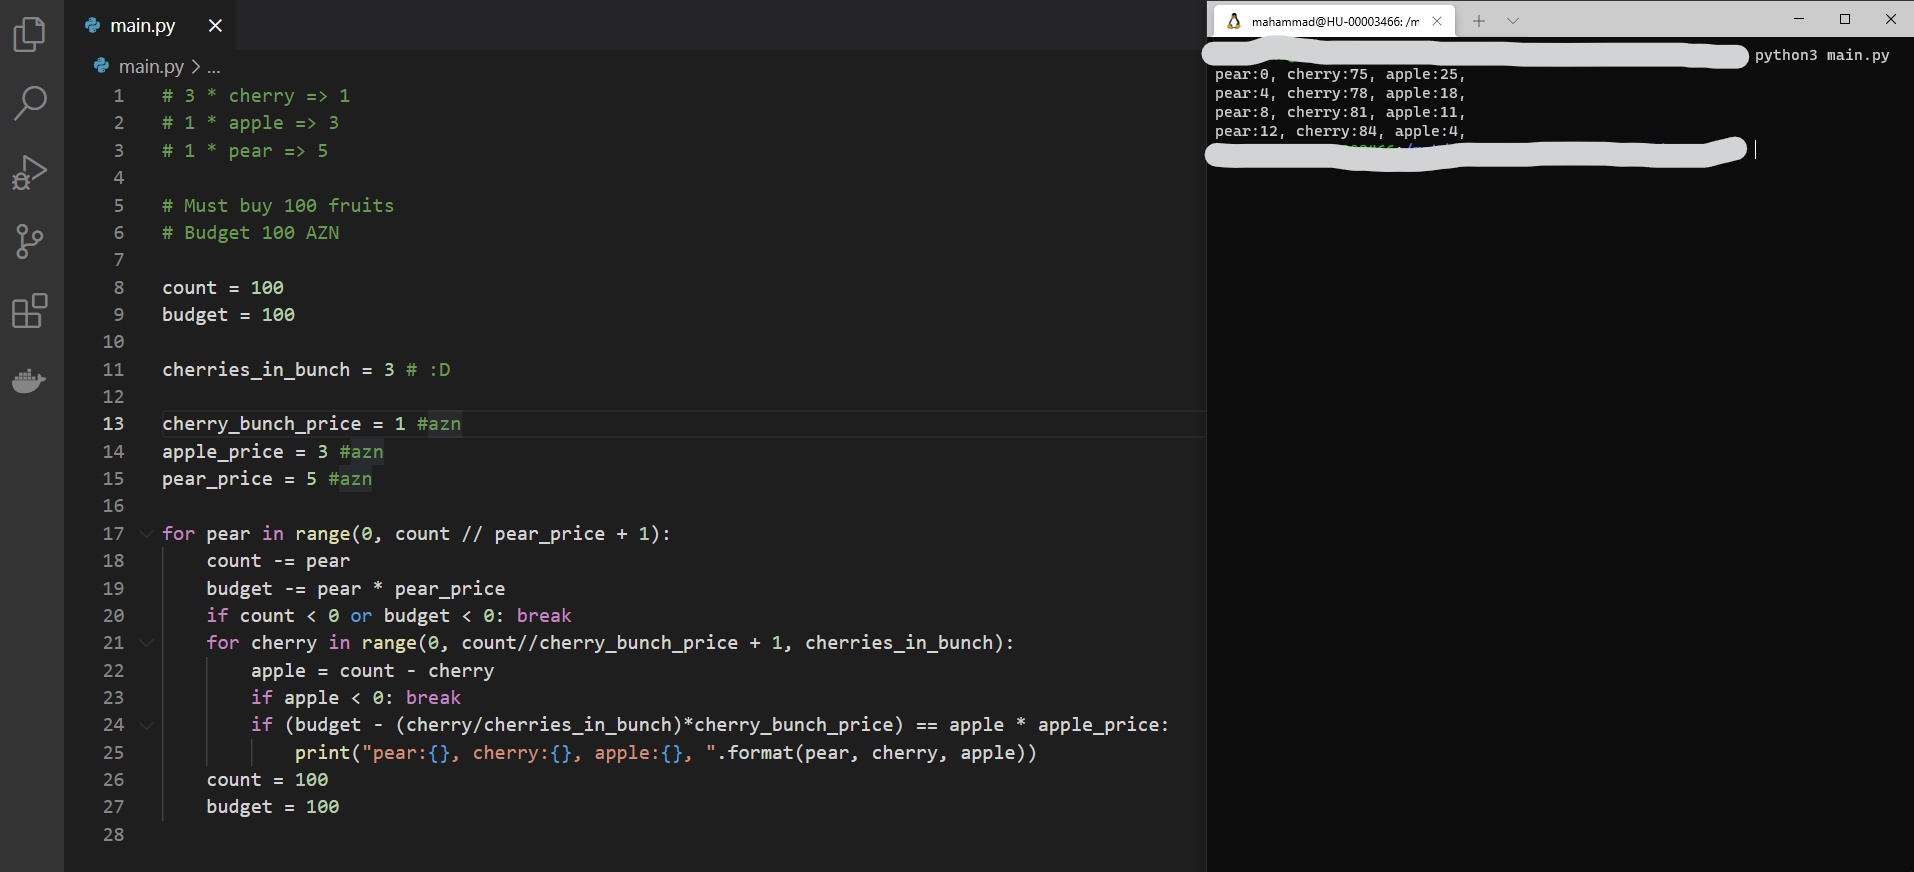 main.py
main.py > ...
1 # 3 * cherry => 1
2 # 1 * apple => 3
3 # 1 * pear => 5
4
5 # Must buy 100 fruits
6 # Budget 100 AZN
7
8 count = 100
9 budget = 100
10
11 cherries_in_bunch = 3 # :D
12
13 cherry_bunch_price = 1 #azn
14 apple_price = 3 #azn
15 pear_price = 5 #azn
16
17 for pear in range(0, count // pear_price + 1):
18 count -= pear
19 budget -= pear * pear_price
20 if count < 0 or budget < 0: break
21 for cherry in range(0, count//cherry_bunch_price + 1, cherries_in_bunch):
22 apple = count - cherry
23 if apple < 0: break
24 if (budget - (cherry/cherries_in_bunch)*cherry_bunch_price) == apple * apple_price:
25 print("pear:{}, cherry:{}, apple:{}, ".format(pear, cherry, apple))
26 count = 100
27 budget = 100
28
mahammad@HU-00003466: /m
python3 main.py
pear:0, cherry:75, apple:25,
pear:4, cherry:78, apple:18,
pear:8, cherry:81, apple:11,
pear:12, cherry:84, apple:4,